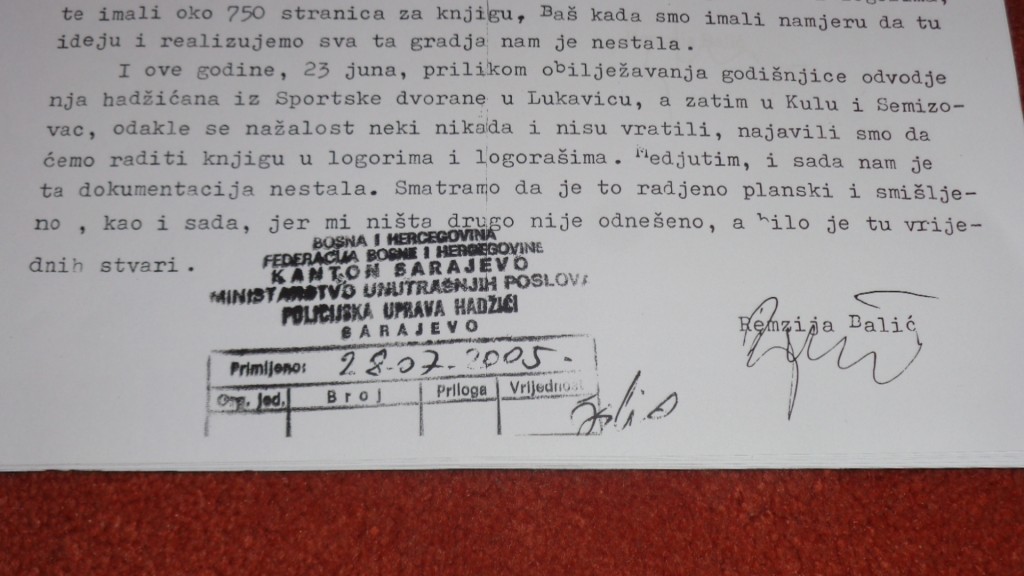 te imali oko 750 stranica za knjigu, Baš kada smo imali namjeru da tu
ideju i realizujemo sva ta gradja nam je nestala.
I ove godine, 23 juna, prilikom obilježavanja godišnjice odvodje
nja hadžićana iz Sportske dvorane u Lukavicu, a zatim u Kulu i Semizo-
vac, odakle se nažalost neki nikada i nisu vratili, najavili smo da
ćemo raditi knjigu u logorima i logorašima. Medjutim, i sada nam je
ta dokumentacija nestala. Smatramo da je to radjeno planski i smišlje-
no , kao i sada, jer mi ništa drugo nije odnešeno, a bilo je tu vrije-
dnih stvari.
BOSNA I HERCEGOVINA
FEDERACIJA BOSNE I HERCEGOVINE
KANTON SARAJEVO
MINISTARSTVO UNUTRAŠNJIH POSLOVA
POLICIJSKA UPRAVA HADŽIĆI
SARAJEVO
Remzija Balić
Primljeno: 28-07-2005.
Org. jed. Broj Priloga Vrijednost